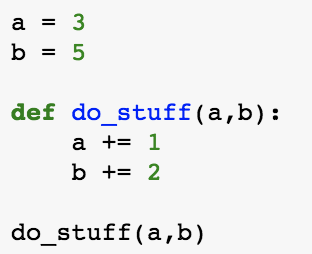 a = 3
b = 5
def do_stuff(a,b):
    a += 1
    b += 2
do_stuff(a,b)